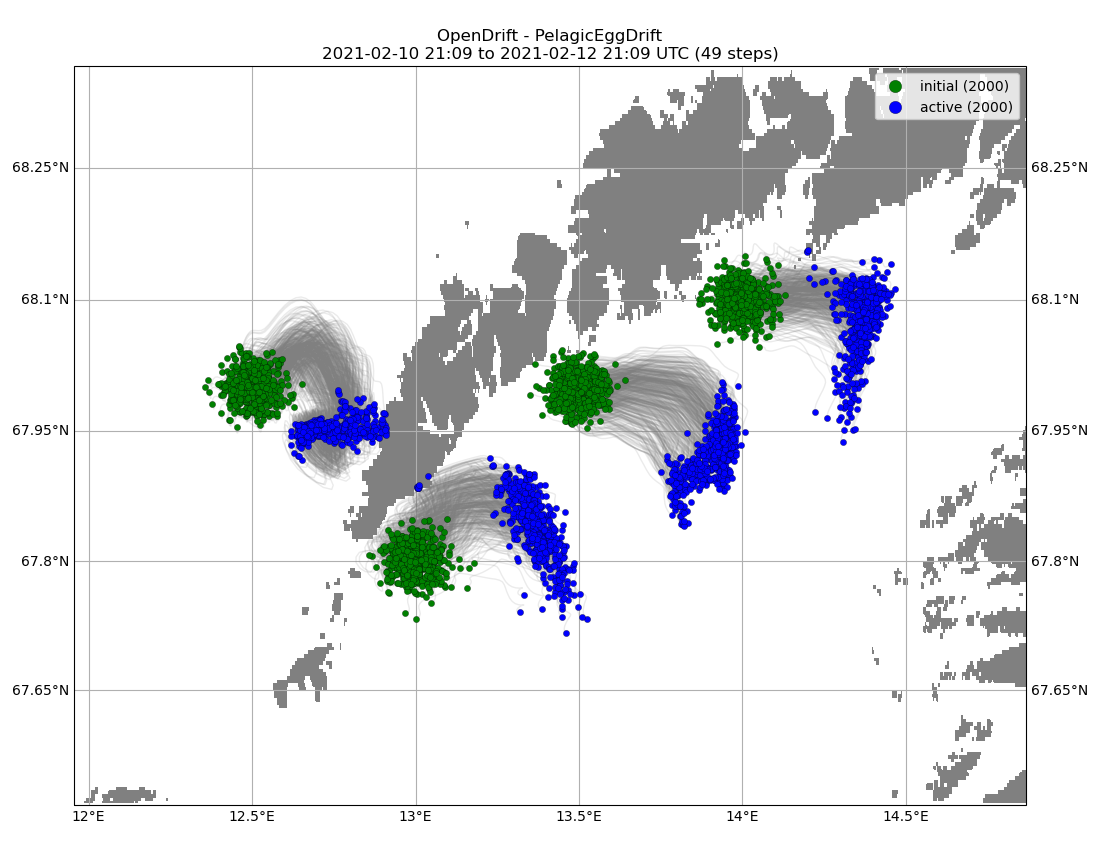 OpenDrift - PelagicEggDrift
2021-02-10 21:09 to 2021-02-12 21:09 UTC (49 steps)
initial (2000)
active (2000)
68.25°N
68.25°N
68.1°N
68.1°N
67.95°N
67.95°N
67.8°N
67.8°N
67.65°N
67.65°N
12°E
12.5°E
13°E
13.5°E
14°E
14.5°E